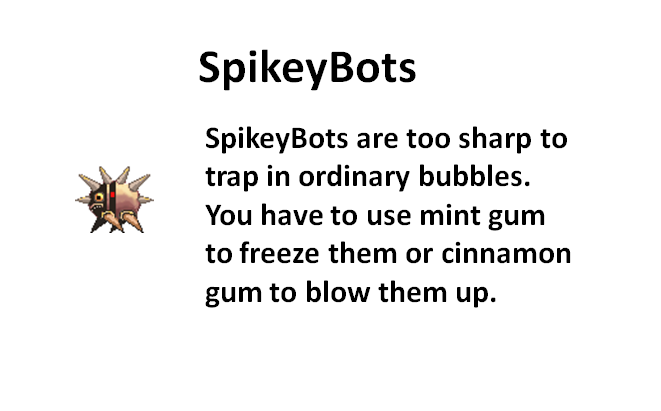 SpikeyBots
SpikeyBots are too sharp to
trap in ordinary bubbles.
You have to use mint gum
to freeze them or cinnamon
gum to blow them up.